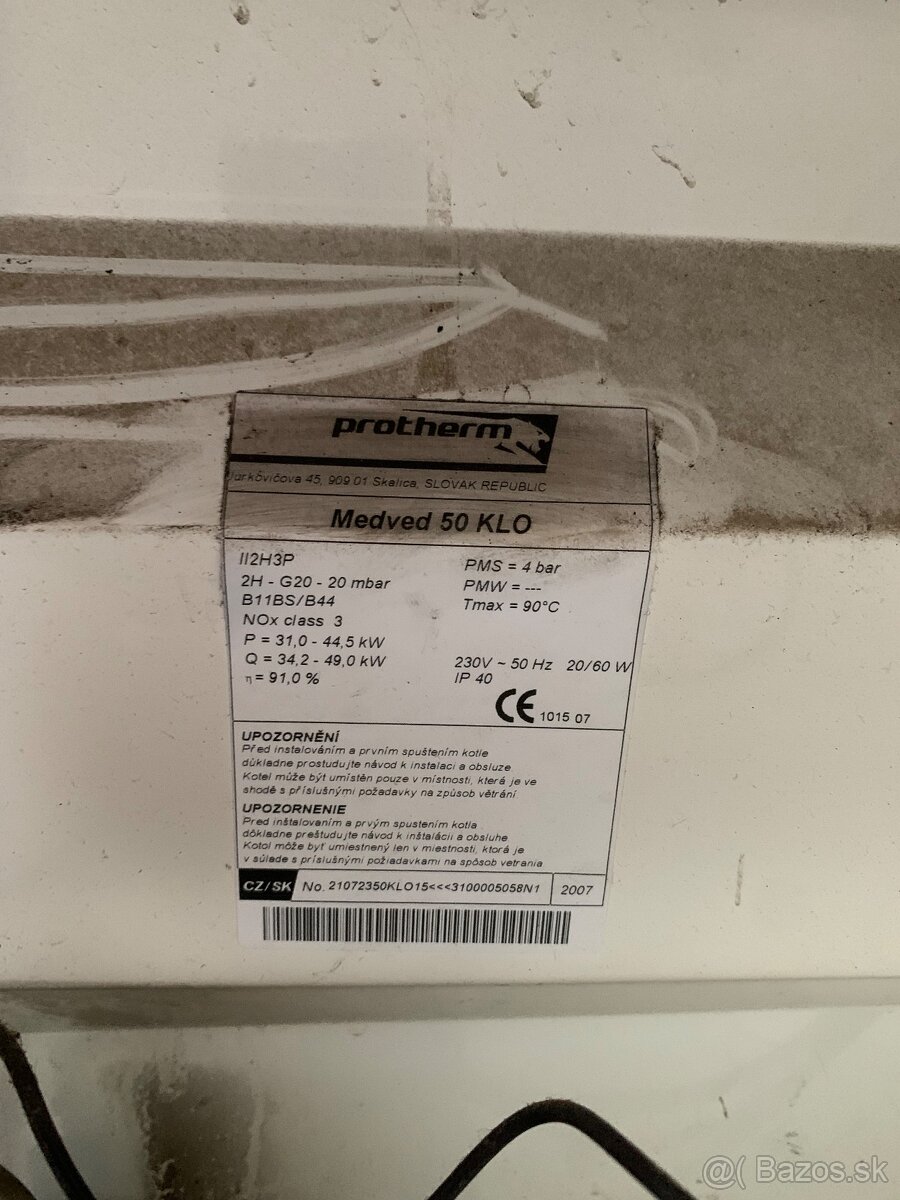 protherm
Jurkovičova 45, 909 01 Skalica, SLOVAK REPUBLIC
Medved 50 KLO
II2H3P
2H - G20 - 20 mbar
B11BS/B44
NOx class 3
P = 31,0 - 44,5 kW
Q = 34,2 - 49,0 kW
η = 91,0 %
PMS = 4 bar
PMW = ---
Tmax = 90°C
230V ~ 50 Hz 20/60 W
IP 40
CE 1015 07
UPOZORNĚNÍ
Před instalováním a prvním spuštením kotle
důkladne prostudujte návod k instalaci a obsluze.
Kotel může být umístěn pouze v místnosti, která je ve
shodě s příslušnými požadavky na způsob větrání
UPOZORNENIE
Pred inštalovaním a prvým spustením kotla
dôkladne preštudujte návod k inštalácii a obsluhe
Kotol môže byť umiestnený len v miestnosti, ktorá je
v súlade s príslušnými požiadavkami na spôsob vetrania
CZ/SK No. 21072350KLO15<<<3100005058N1 2007
@( Bazos.sk